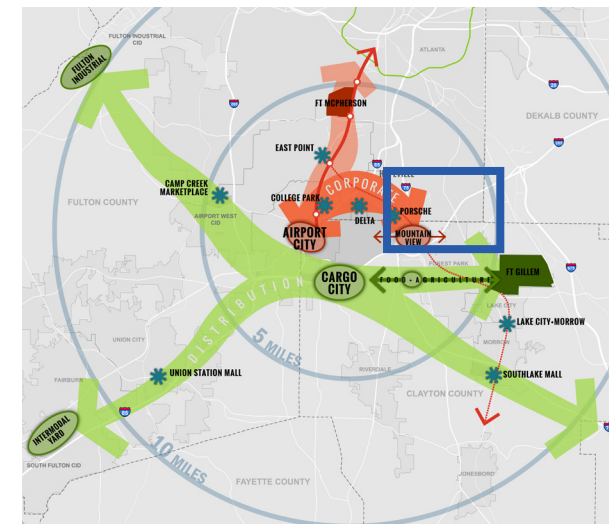 FULTON INDUSTRIAL
CID
FULTON
INDUSTRIAL
ATLANTA
DEKALB COUNTY
FT MCPHERSON
EAST POINT
CAMP CREEK
MARKETPLACE
FULTON COUNTY
AIRPORT WEST
CID
COLLEGE PARK
CORPORATE
DELTA
PORSCHE
AIRPORT
CITY
MOUNTAIN
VIEW
FOREST PARK
CARGO
CITY
FOOD-AGRICULTURE
FT GILLEM
LAKE CITY
LAKE CITY-MORROW
MORROW
DISTRIBUTION
5 MILES
UNION CITY
RIVERDALE
UNION STATION MALL
SOUTHLAKE MALL
FAIRBURN
CLAYTON COUNTY
INTERMODAL
YARD
SOUTH FULTON CID
10 MILES
FAYETTE COUNTY
JONESBORO